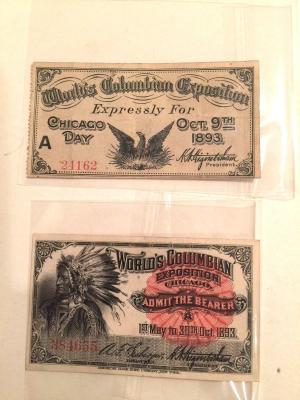 World's Columbian Exposition
Expressly For
Chicago Day Oct. 9th 1893.
A
24162
President.
World's Columbian
Exposition
Chicago
Admit the Bearer
A
1st May to 30th Oct. 1893.
384655